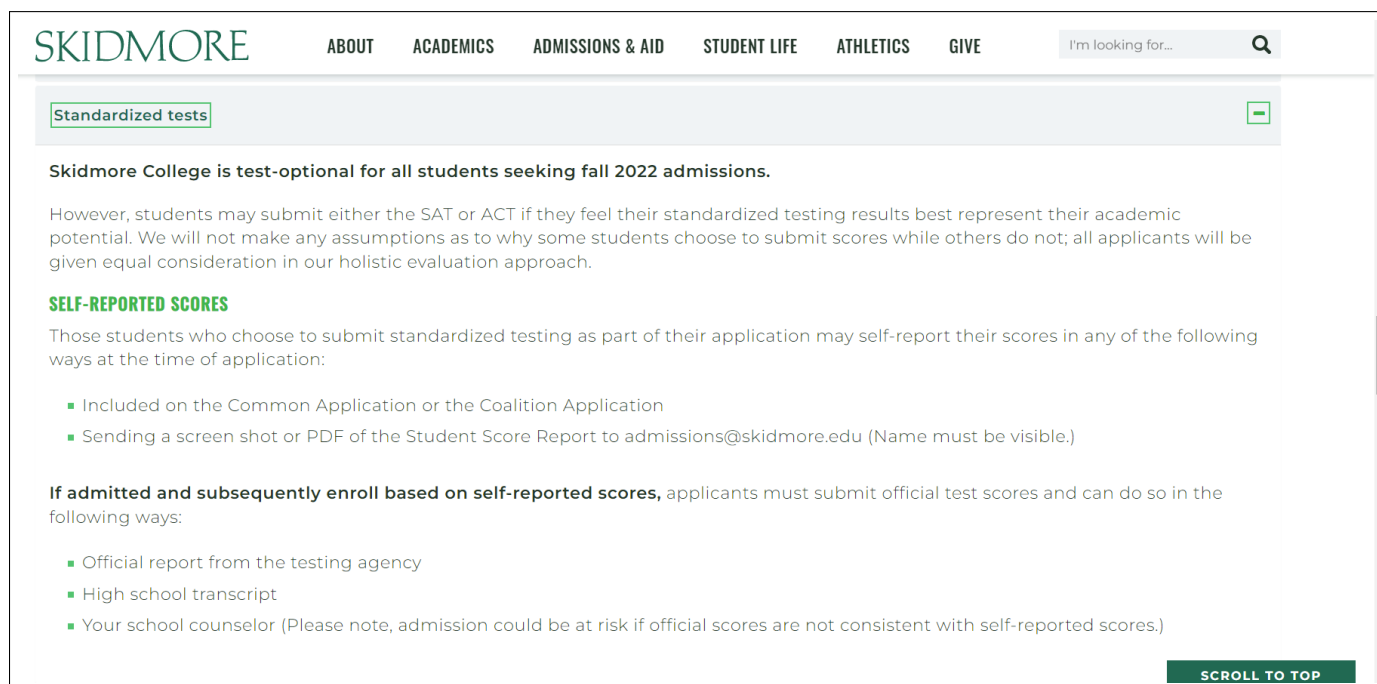 SKIDMORE ABOUT ACADEMICS ADMISSIONS & AID STUDENT LIFE ATHLETICS GIVE I'm looking for...
Standardized tests
Skidmore College is test-optional for all students seeking fall 2022 admissions.
However, students may submit either the SAT or ACT if they feel their standardized testing results best represent their academic
potential. We will not make any assumptions as to why some students choose to submit scores while others do not; all applicants will be
given equal consideration in our holistic evaluation approach.
SELF-REPORTED SCORES
Those students who choose to submit standardized testing as part of their application may self-report their scores in any of the following
ways at the time of application:
Included on the Common Application or the Coalition Application
Sending a screen shot or PDF of the Student Score Report to admissions@skidmore.edu (Name must be visible.)
If admitted and subsequently enroll based on self-reported scores, applicants must submit official test scores and can do so in the
following ways:
Official report from the testing agency
High school transcript
Your school counselor (Please note, admission could be at risk if official scores are not consistent with self-reported scores.)
SCROLL TO TOP